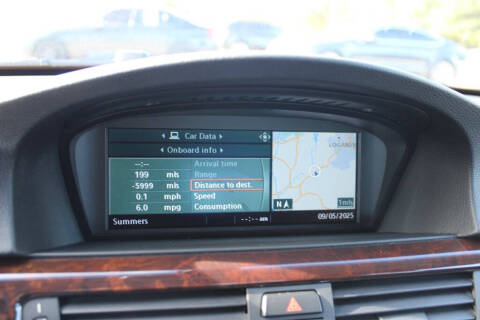 Car Data
Onboard info
--:-- Arrival time
199 mls Range
-5999 mls Distance to dest.
0.1 mph Speed
6.0 mpg Consumption
Summers --:-- am 09/05/2025
N 1mls